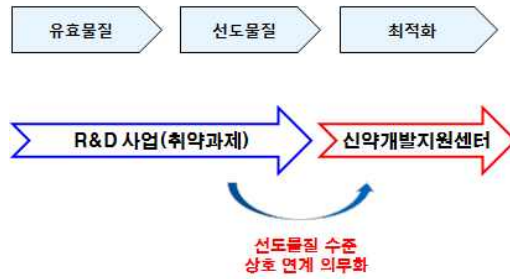 유효물질
선도물질
최적화
R&D 사업(취약과제)
신약개발지원센터
선도물질 수준
상호 연계 의무화